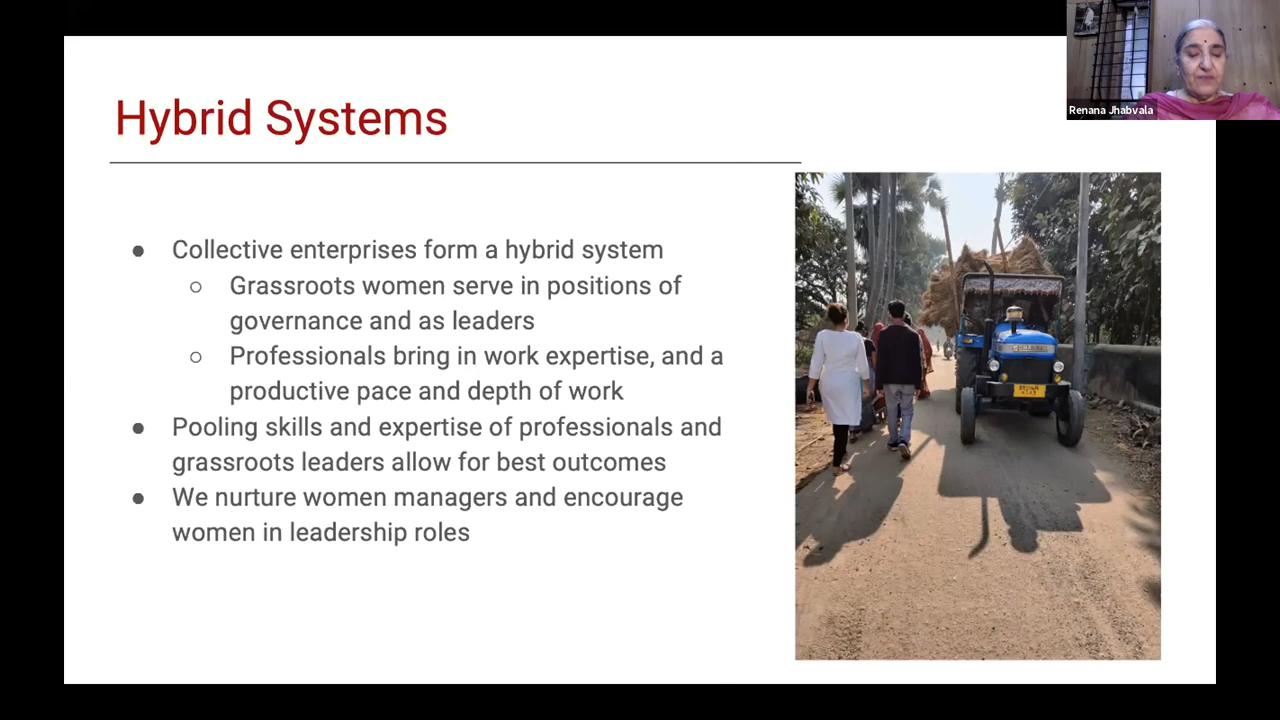 Hybrid Systems
Renana Jhabvala
● Collective enterprises form a hybrid system
○ Grassroots women serve in positions of
governance and as leaders
○ Professionals bring in work expertise, and a
productive pace and depth of work
● Pooling skills and expertise of professionals and
grassroots leaders allow for best outcomes
● We nurture women managers and encourage
women in leadership roles